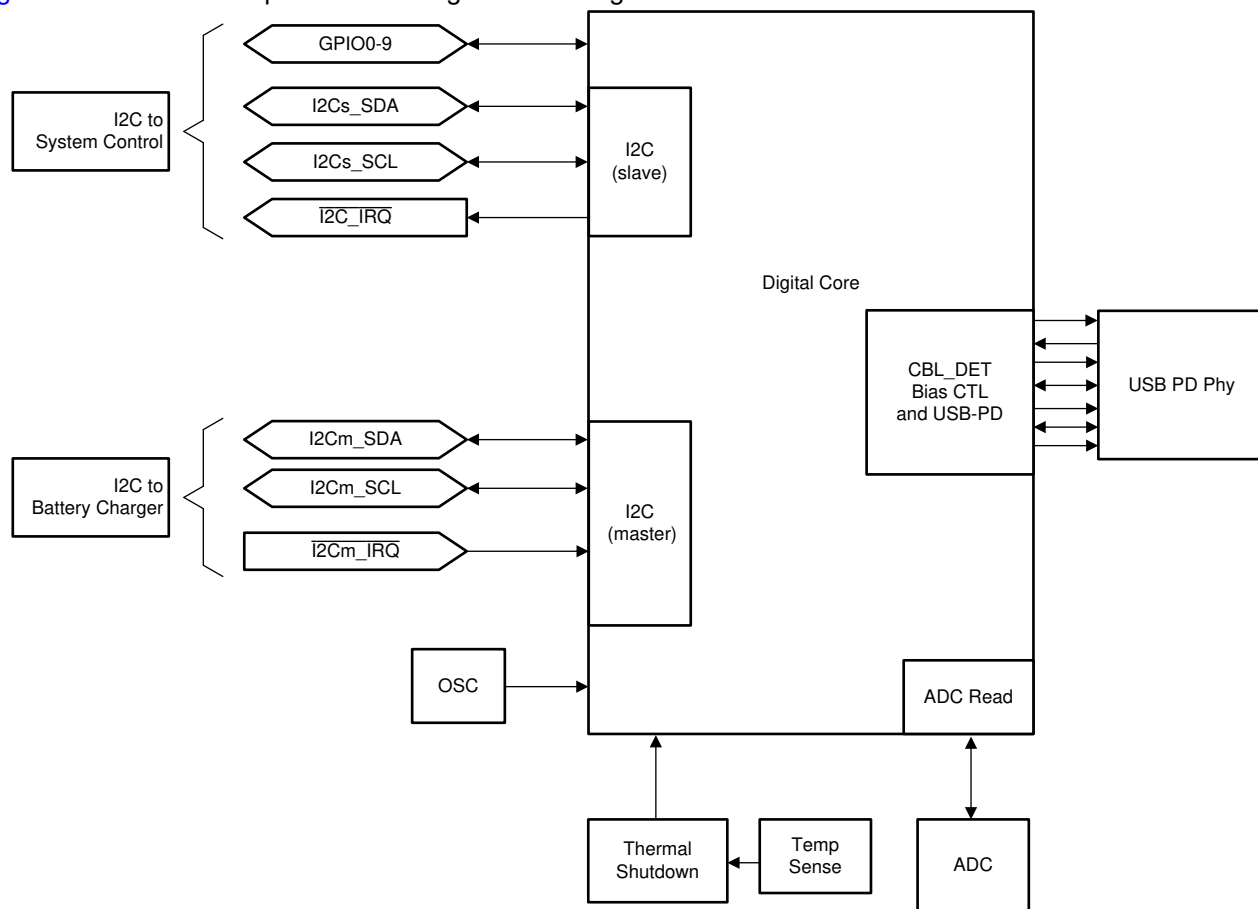 GPIO0-9
I2C to
System Control
I2Cs_SDA
I2Cs_SCL
I2C_IRQ
I2C
(slave)
Digital Core
CBL_DET
Bias CTL
and USB-PD
USB PD Phy
I2C to
Battery Charger
I2Cm_SDA
I2Cm_SCL
I2Cm_IRQ
I2C
(master)
OSC
ADC Read
Thermal
Shutdown
Temp
Sense
ADC